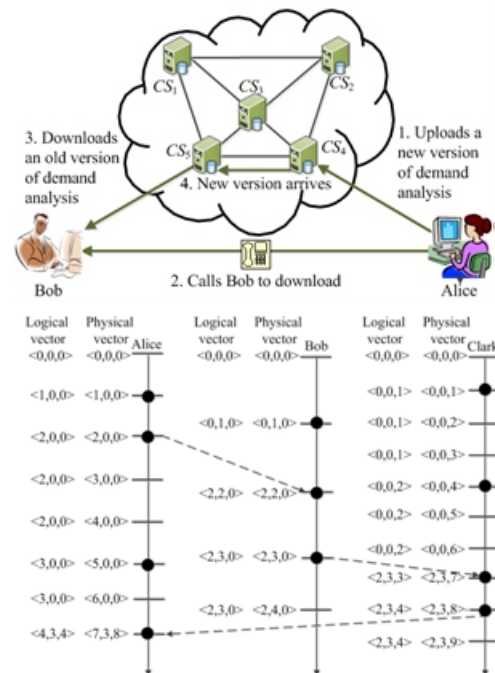 CS1
CS2
CS3
CS5
CS4
3. Downloads
an old version
of demand
analysis
1. Uploads a
new version
of demand
analysis
4. New version arrives
2. Calls Bob to download
Bob
Alice
Logical vector Physical vector Alice
<0,0,0> <0,0,0>
<1,0,0> <1,0,0>
<2,0,0> <2,0,0>
<2,0,0> <3,0,0>
<2,0,0> <4,0,0>
<3,0,0> <5,0,0>
<3,0,0> <6,0,0>
<4,3,4> <7,3,8>
Logical vector Physical vector Bob
<0,0,0> <0,0,0>
<0,1,0> <0,1,0>
<2,2,0> <2,2,0>
<2,3,0> <2,3,0>
<2,3,0> <2,4,0>
Logical vector Physical vector Clark
<0,0,0> <0,0,0>
<0,0,1> <0,0,1>
<0,0,1> <0,0,2>
<0,0,1> <0,0,3>
<0,0,2> <0,0,4>
<0,0,2> <0,0,5>
<0,0,2> <0,0,6>
<2,3,3> <2,3,7>
<2,3,4> <2,3,8>
<2,3,4> <2,3,9>